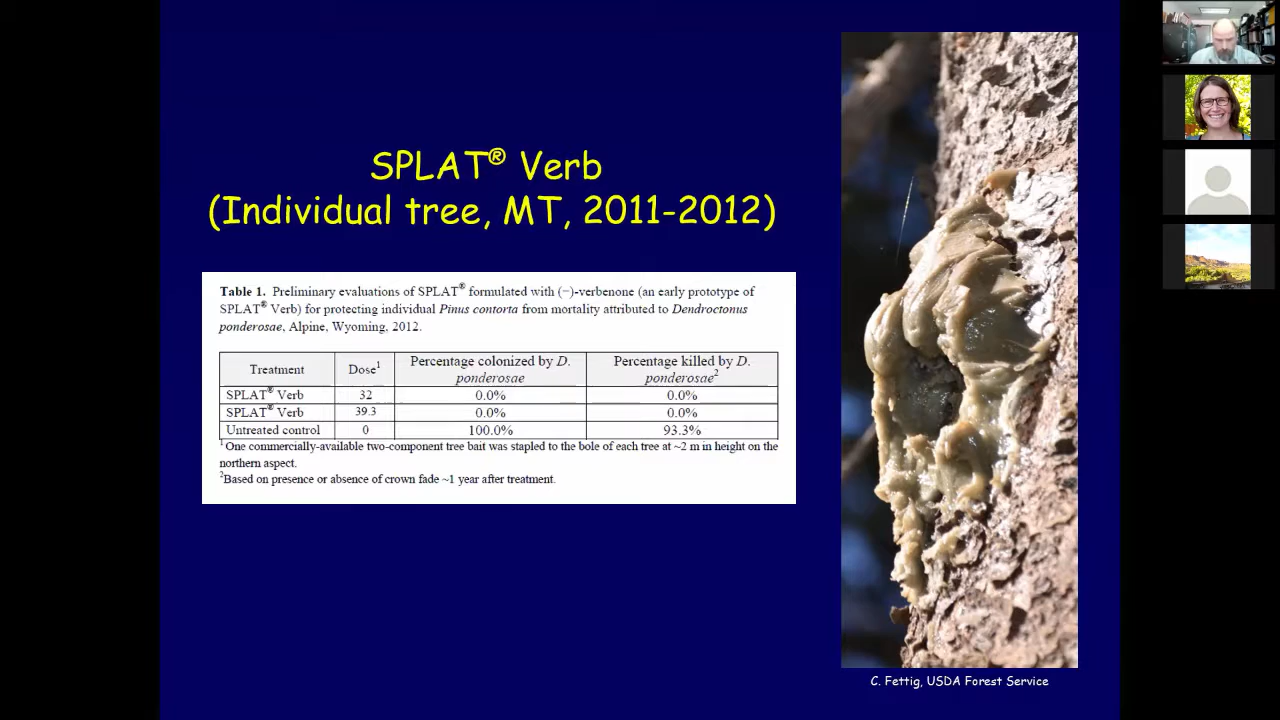 SPLAT® Verb
(Individual tree, MT, 2011-2012)
Table 1. Preliminary evaluations of SPLAT® formulated with (−)-verbenone (an early prototype of
SPLAT® Verb) for protecting individual Pinus contorta from mortality attributed to Dendroctonus
ponderosae, Alpine, Wyoming, 2012.
Treatment Dose¹ Percentage colonized by D. ponderosae Percentage killed by D. ponderosae²
SPLAT® Verb 32 0.0% 0.0%
SPLAT® Verb 39.3 0.0% 0.0%
Untreated control 0 100.0% 93.3%
¹One commercially-available two-component tree bait was stapled to the bole of each tree at ~2 m in height on the
northern aspect.
²Based on presence or absence of crown fade ~1 year after treatment.
C. Fettig, USDA Forest Service